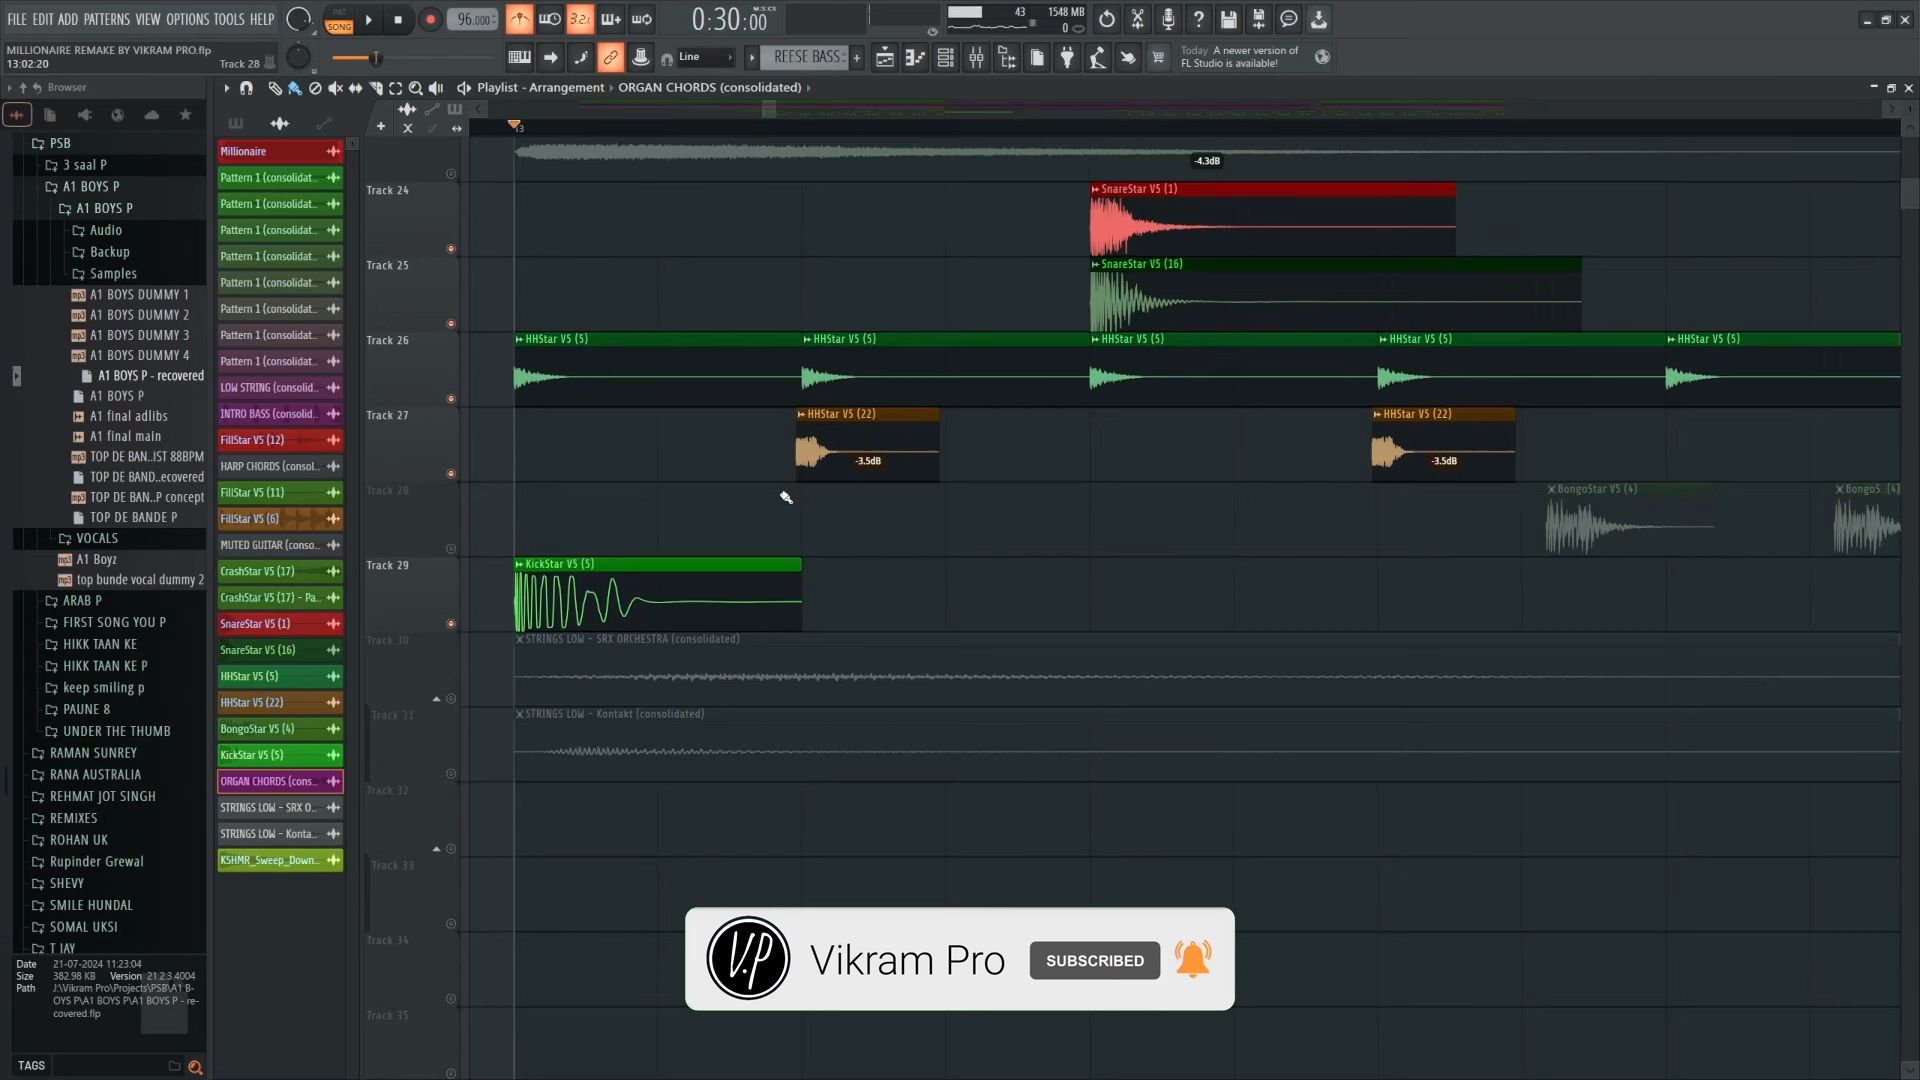 FILE EDIT ADD PATTERNS VIEW OPTIONS TOOLS HELP
PAT
SONG
96.000
3.2↓
0:30:00
M:S:CS
43
1548 MB
0
MILLIONAIRE REMAKE BY VIKRAM PRO.flp
13:02:20
Track 28
Line
REESE BASS
Today A newer version of
FL Studio is available!
Browser
Playlist - Arrangement › ORGAN CHORDS (consolidated) ›
PSB
3 saal P
A1 BOYS P
A1 BOYS P
Audio
Backup
Samples
A1 BOYS DUMMY 1
A1 BOYS DUMMY 2
A1 BOYS DUMMY 3
A1 BOYS DUMMY 4
A1 BOYS P - recovered
A1 BOYS P
A1 final adlibs
A1 final main
TOP DE BAN..IST 88BPM
TOP DE BAND..ecovered
TOP DE BAN..P concept
TOP DE BANDE P
VOCALS
A1 Boyz
top bunde vocal dummy 2
ARAB P
FIRST SONG YOU P
HIKK TAAN KE
HIKK TAAN KE P
keep smiling p
PAUNE 8
UNDER THE THUMB
RAMAN SUNREY
RANA AUSTRALIA
REHMAT JOT SINGH
REMIXES
ROHAN UK
Rupinder Grewal
SHEVY
SMILE HUNDAL
SOMAL UKSI
T JAY
Date 21-07-2024 11:23:04
Size 382.98 KB Version 21.2.3.4004
Path J:\Vikram Pro\Projects\PSB\A1 B-
OYS P\A1 BOYS P\A1 BOYS P - re-
covered.flp
TAGS
Millionaire
Pattern 1 (consolidat..
Pattern 1 (consolidat..
Pattern 1 (consolidat..
Pattern 1 (consolidat..
Pattern 1 (consolidat..
Pattern 1 (consolidat..
Pattern 1 (consolidat..
Pattern 1 (consolidat..
LOW STRING (consolid..
INTRO BASS (consolid..
FillStar V5 (12)
HARP CHORDS (consol..
FillStar V5 (11)
FillStar V5 (6)
MUTED GUITAR (conso..
CrashStar V5 (17)
CrashStar V5 (17) - Pa..
SnareStar V5 (1)
SnareStar V5 (16)
HHStar V5 (5)
HHStar V5 (22)
BongoStar V5 (4)
KickStar V5 (5)
ORGAN CHORDS (cons..
STRINGS LOW - SRX O..
STRINGS LOW - Konta..
KSHMR_Sweep_Down..
13
-4.3dB
Track 24
SnareStar V5 (1)
Track 25
SnareStar V5 (16)
Track 26
HHStar V5 (5)
HHStar V5 (5)
HHStar V5 (5)
HHStar V5 (5)
HHStar V5 (5)
Track 27
HHStar V5 (22)
-3.5dB
HHStar V5 (22)
-3.5dB
Track 28
BongoStar V5 (4)
BongoS..(4)
Track 29
KickStar V5 (5)
Track 30
STRINGS LOW - SRX ORCHESTRA (consolidated)
Track 31
STRINGS LOW - Kontakt (consolidated)
Track 32
Track 33
Track 34
Track 35
V.P
Vikram Pro
SUBSCRIBED